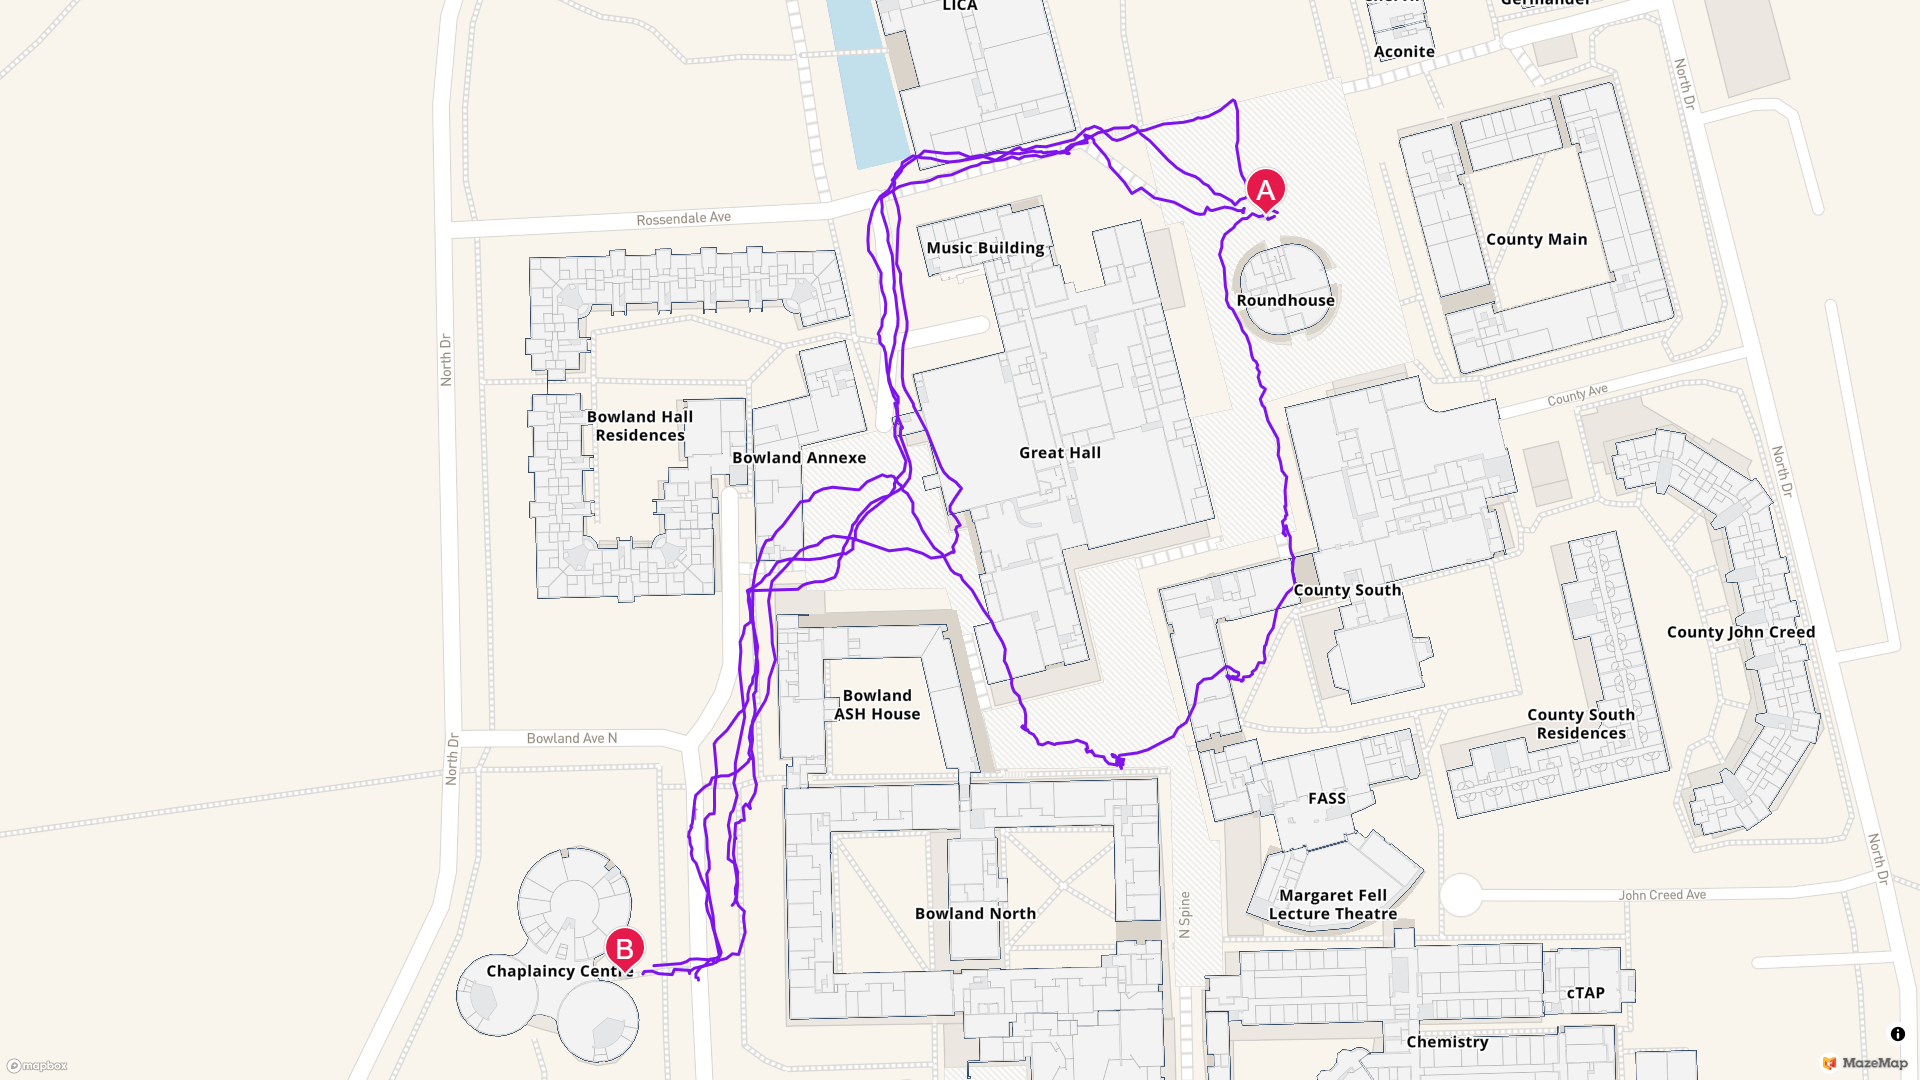 LICA
Germander
Aconite
North Dr
A
Rossendale Ave
Music Building
County Main
Roundhouse
North Dr
County Ave
Bowland Hall
Residences
Great Hall
Bowland Annexe
North Dr
County South
County John Creed
Bowland
ASH House
County South
Residences
Bowland Ave N
North Dr
FASS
North Dr
Margaret Fell
Lecture Theatre
John Creed Ave
Bowland North
N Spine
B
Chaplaincy Centre
cTAP
Chemistry
i
mapbox
MazeMap